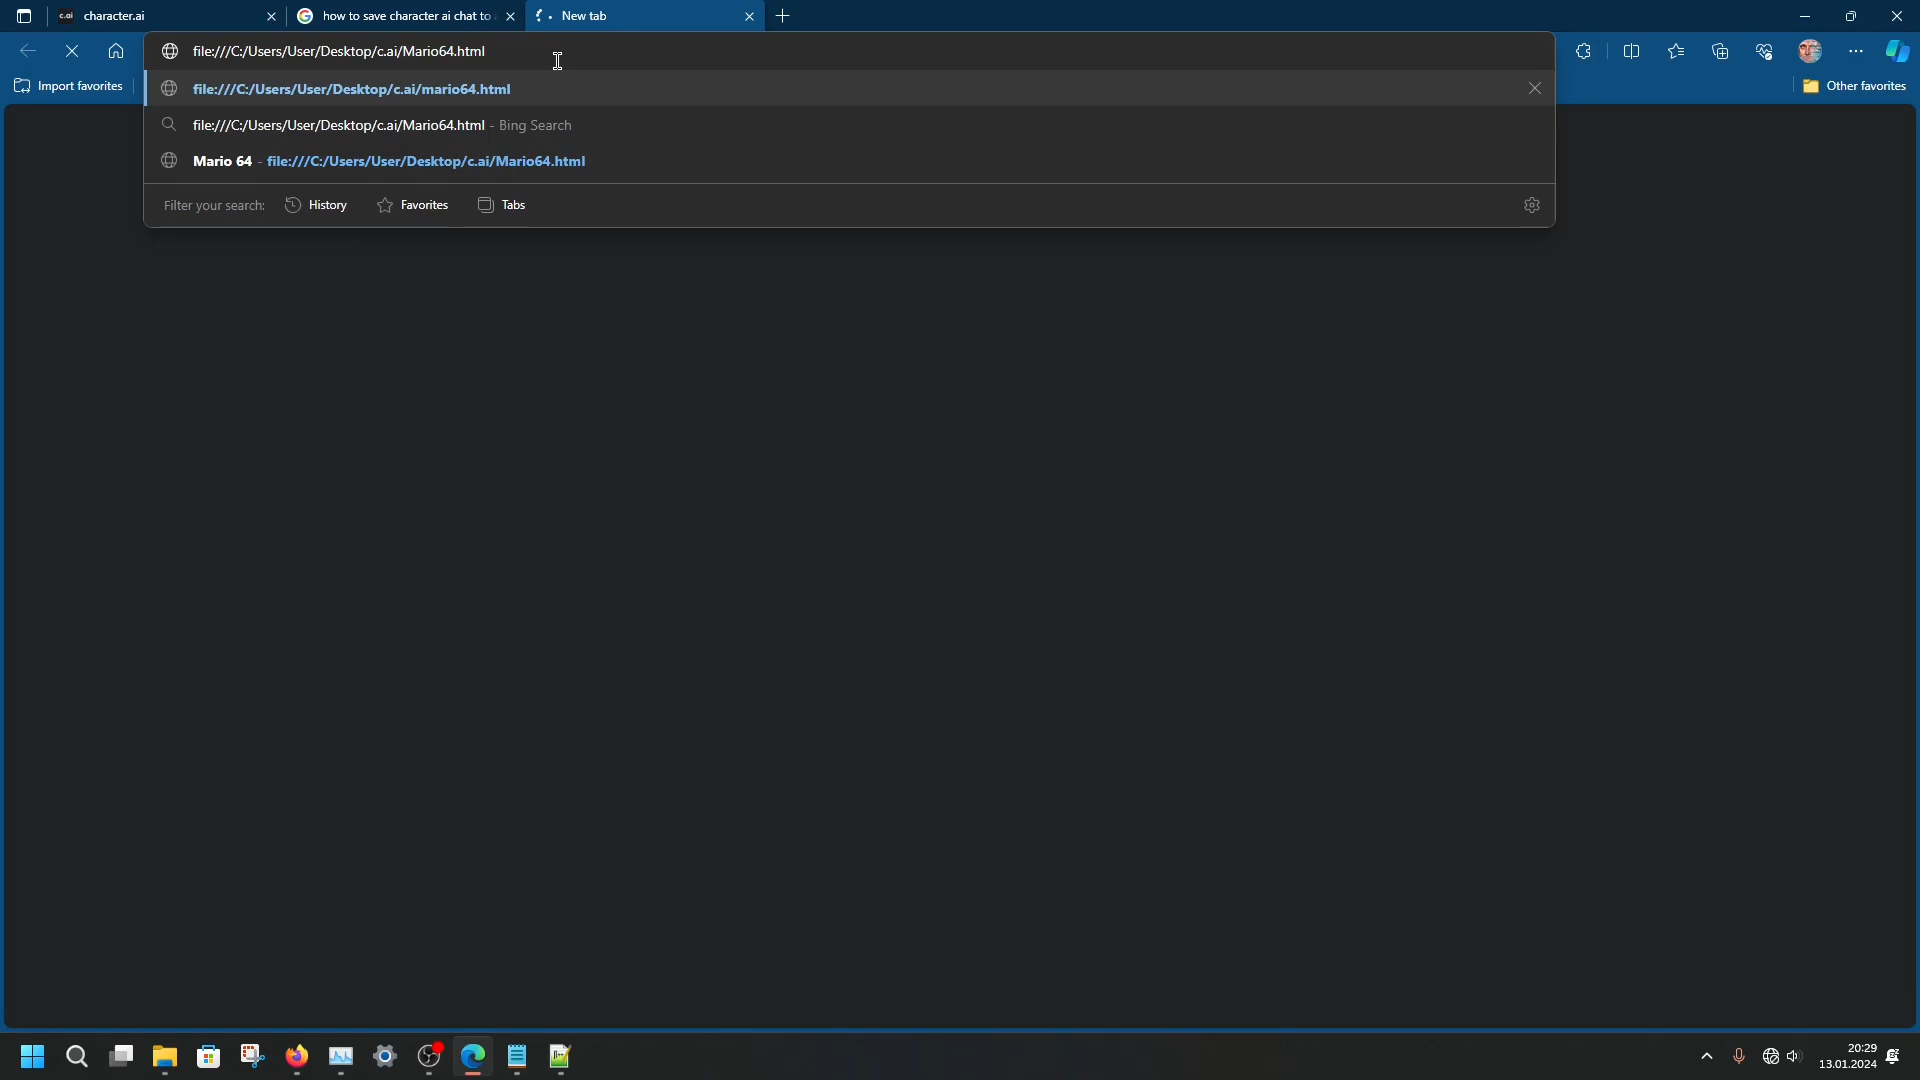 c.ai character.ai
how to save character ai chat to
New tab
file:///C:/Users/User/Desktop/c.ai/Mario64.html
Import favorites
Other favorites
file:///C:/Users/User/Desktop/c.ai/mario64.html
file:///C:/Users/User/Desktop/c.ai/Mario64.html - Bing Search
Mario 64 - file:///C:/Users/User/Desktop/c.ai/Mario64.html
Filter your search: History Favorites Tabs
20:29
13.01.2024